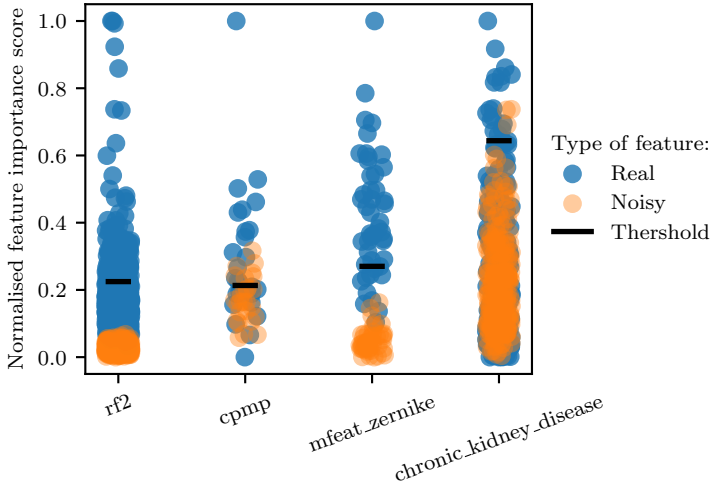 Normalised feature importance score
1.0
0.8
0.6
0.4
0.2
0.0
rf2
cpmp
mfeat_zernike
chronic_kidney_disease
Type of feature:
Real
Noisy
Thershold